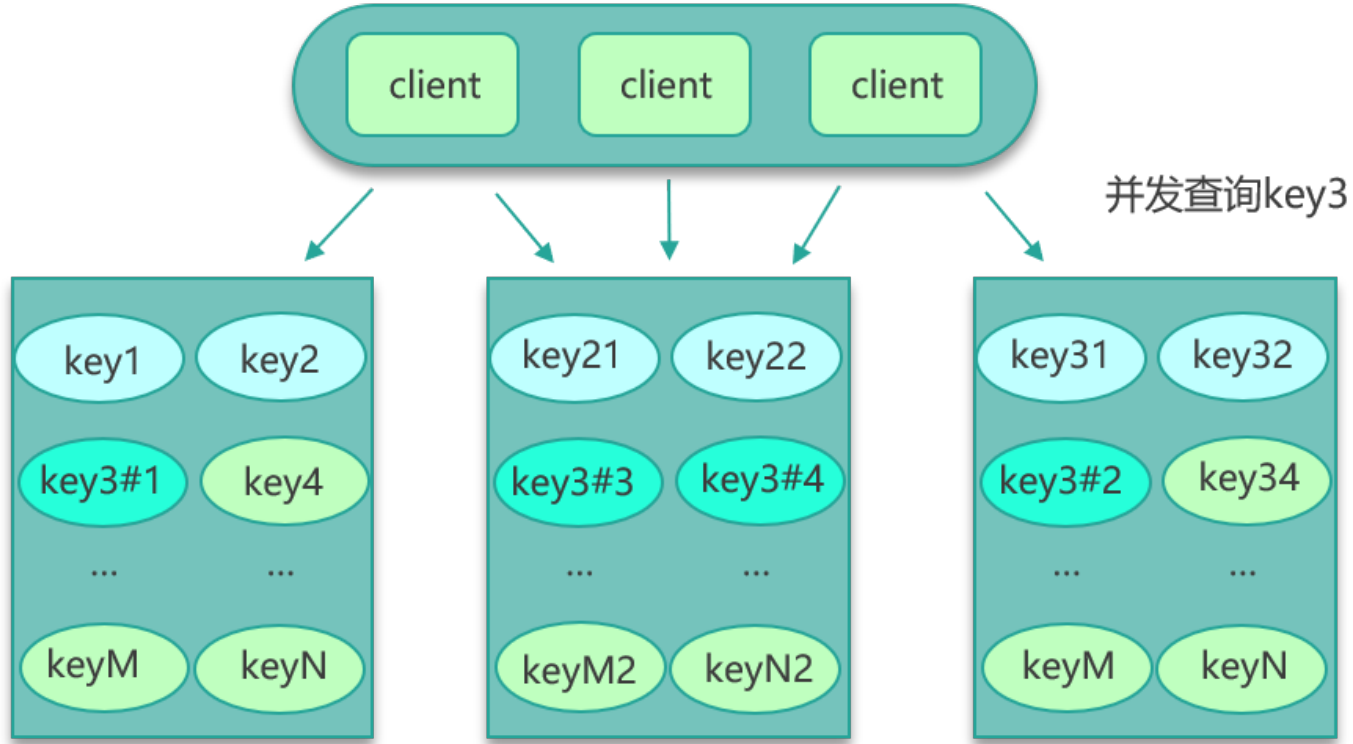 client client client
并发查询key3
key1 key2 key21 key22 key31 key32
key3#1 key4 key3#3 key3#4 key3#2 key34
... ... ... ... ... ...
keyM keyN keyM2 keyN2 keyM keyN